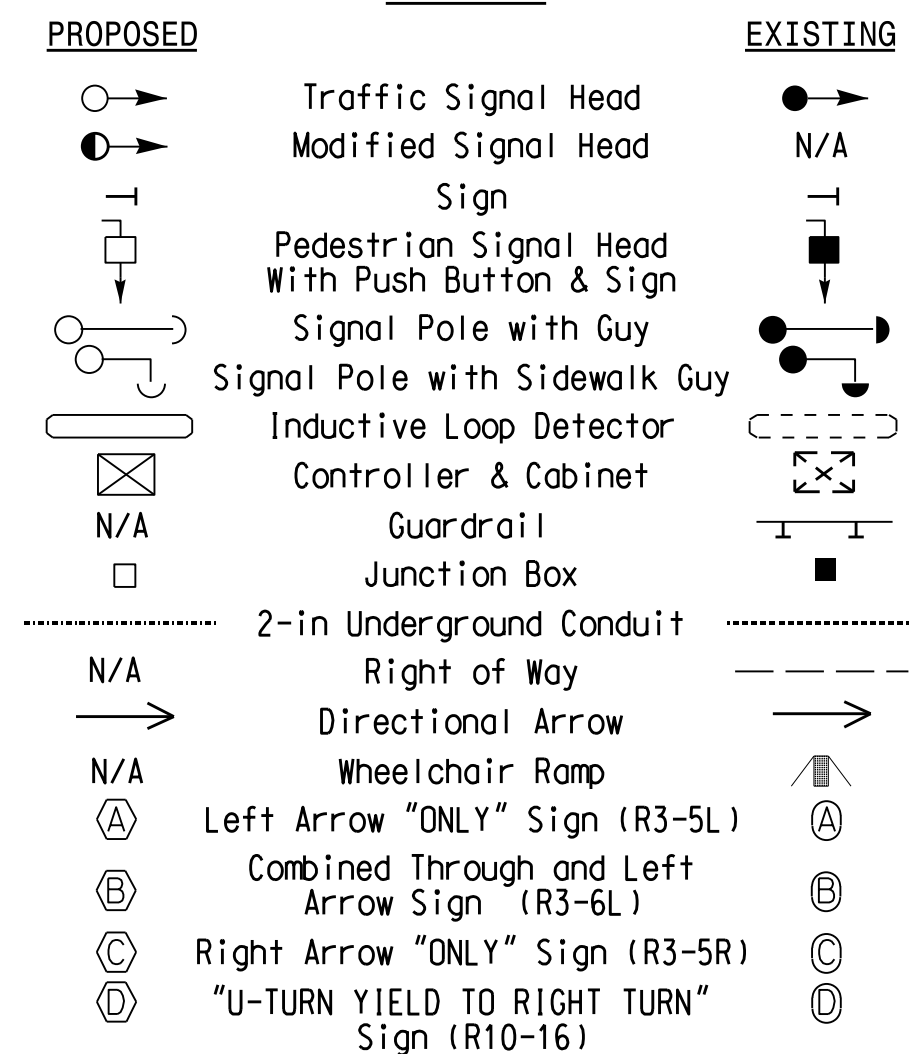 PROPOSED EXISTING
Traffic Signal Head
Modified Signal Head N/A
Sign
Pedestrian Signal Head
With Push Button & Sign
Signal Pole with Guy
Signal Pole with Sidewalk Guy
Inductive Loop Detector
Controller & Cabinet
N/A Guardrail
Junction Box
2-in Underground Conduit
N/A Right of Way
Directional Arrow
N/A Wheelchair Ramp
A Left Arrow "ONLY" Sign (R3-5L) A
Combined Through and Left
B Arrow Sign (R3-6L) B
C Right Arrow "ONLY" Sign (R3-5R) C
D "U-TURN YIELD TO RIGHT TURN" D
Sign (R10-16)